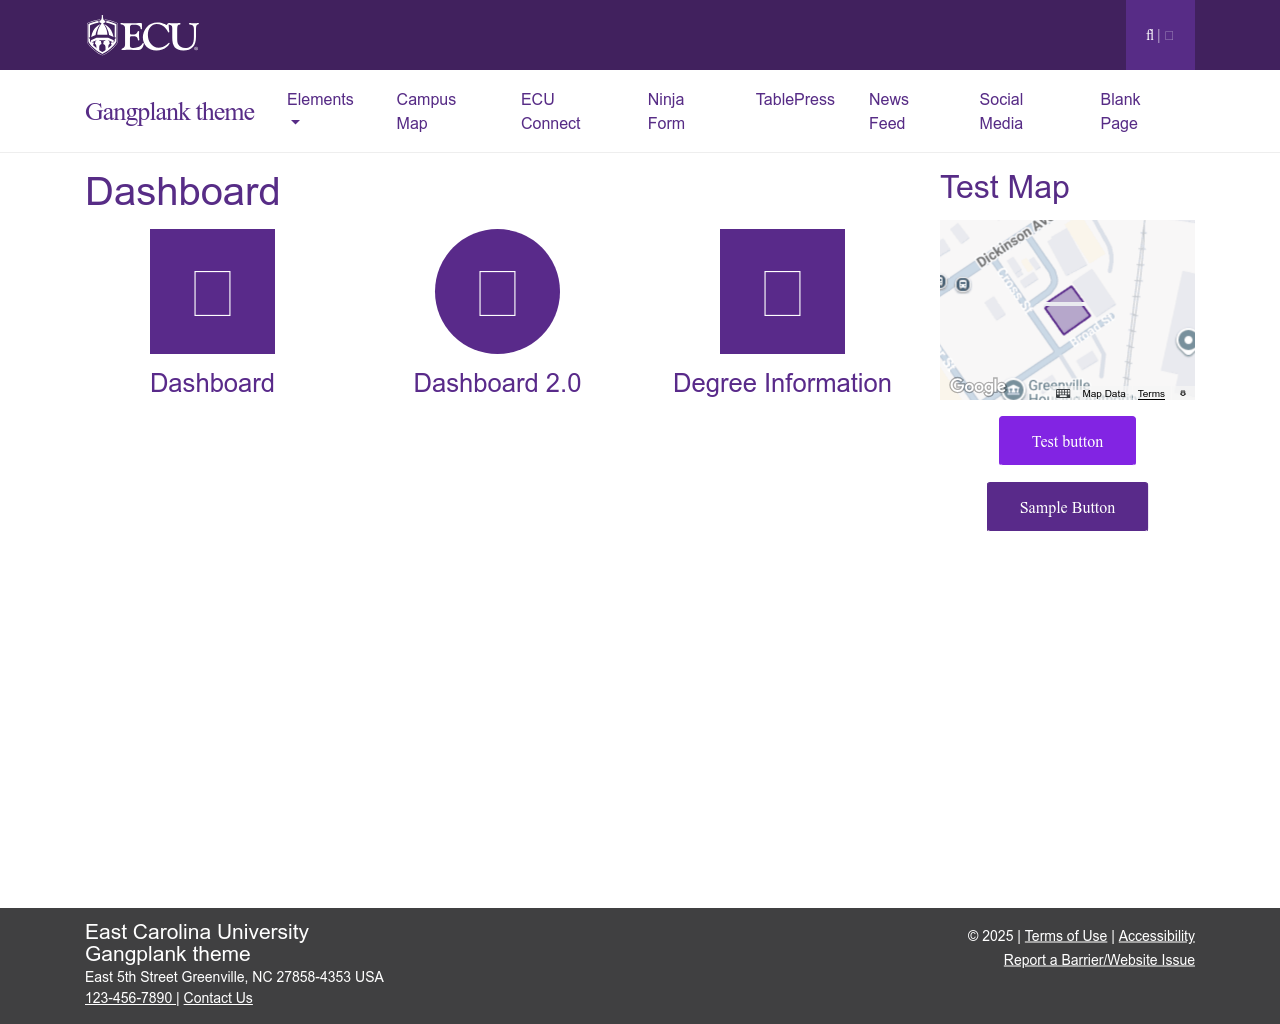 ECU
Gangplank theme
Elements
Campus Map
ECU Connect
Ninja Form
TablePress
News Feed
Social Media
Blank Page
Dashboard
Dashboard
Dashboard 2.0
Degree Information
Test Map
Dickinson Ave
Cross St
Broad St
Greenville
Google
Map Data
Terms
Test button
Sample Button
East Carolina University
Gangplank theme
East 5th Street Greenville, NC 27858-4353 USA
123-456-7890 | Contact Us
© 2025 | Terms of Use | Accessibility
Report a Barrier/Website Issue